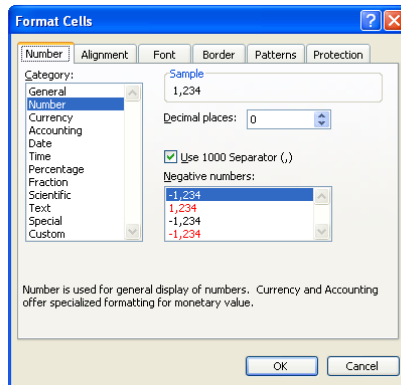 Format Cells
Number Alignment Font Border Patterns Protection
Category:
General
Number
Currency
Accounting
Date
Time
Percentage
Fraction
Scientific
Text
Special
Custom
Sample
1,234
Decimal places: 0
Use 1000 Separator (,)
Negative numbers:
-1,234
1,234
-1,234
-1,234
Number is used for general display of numbers. Currency and Accounting
offer specialized formatting for monetary value.
OK Cancel